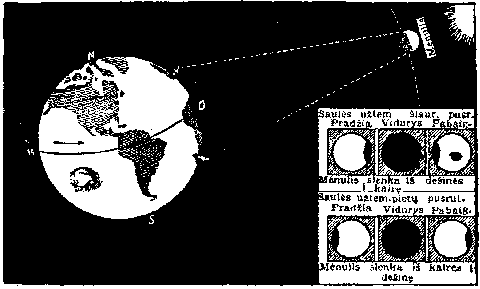 N
Mėnulis
S
Saulės užtem. šiaur. pusr.
Pradžia Vidurys Pabaig.
Mėnulis slenka iš dešinės
į kairę
Saulės užtem. pietų pusrut.
Pradžia Vidurys Pabaig.
Mėnulis slenka iš kairės į
dešinę